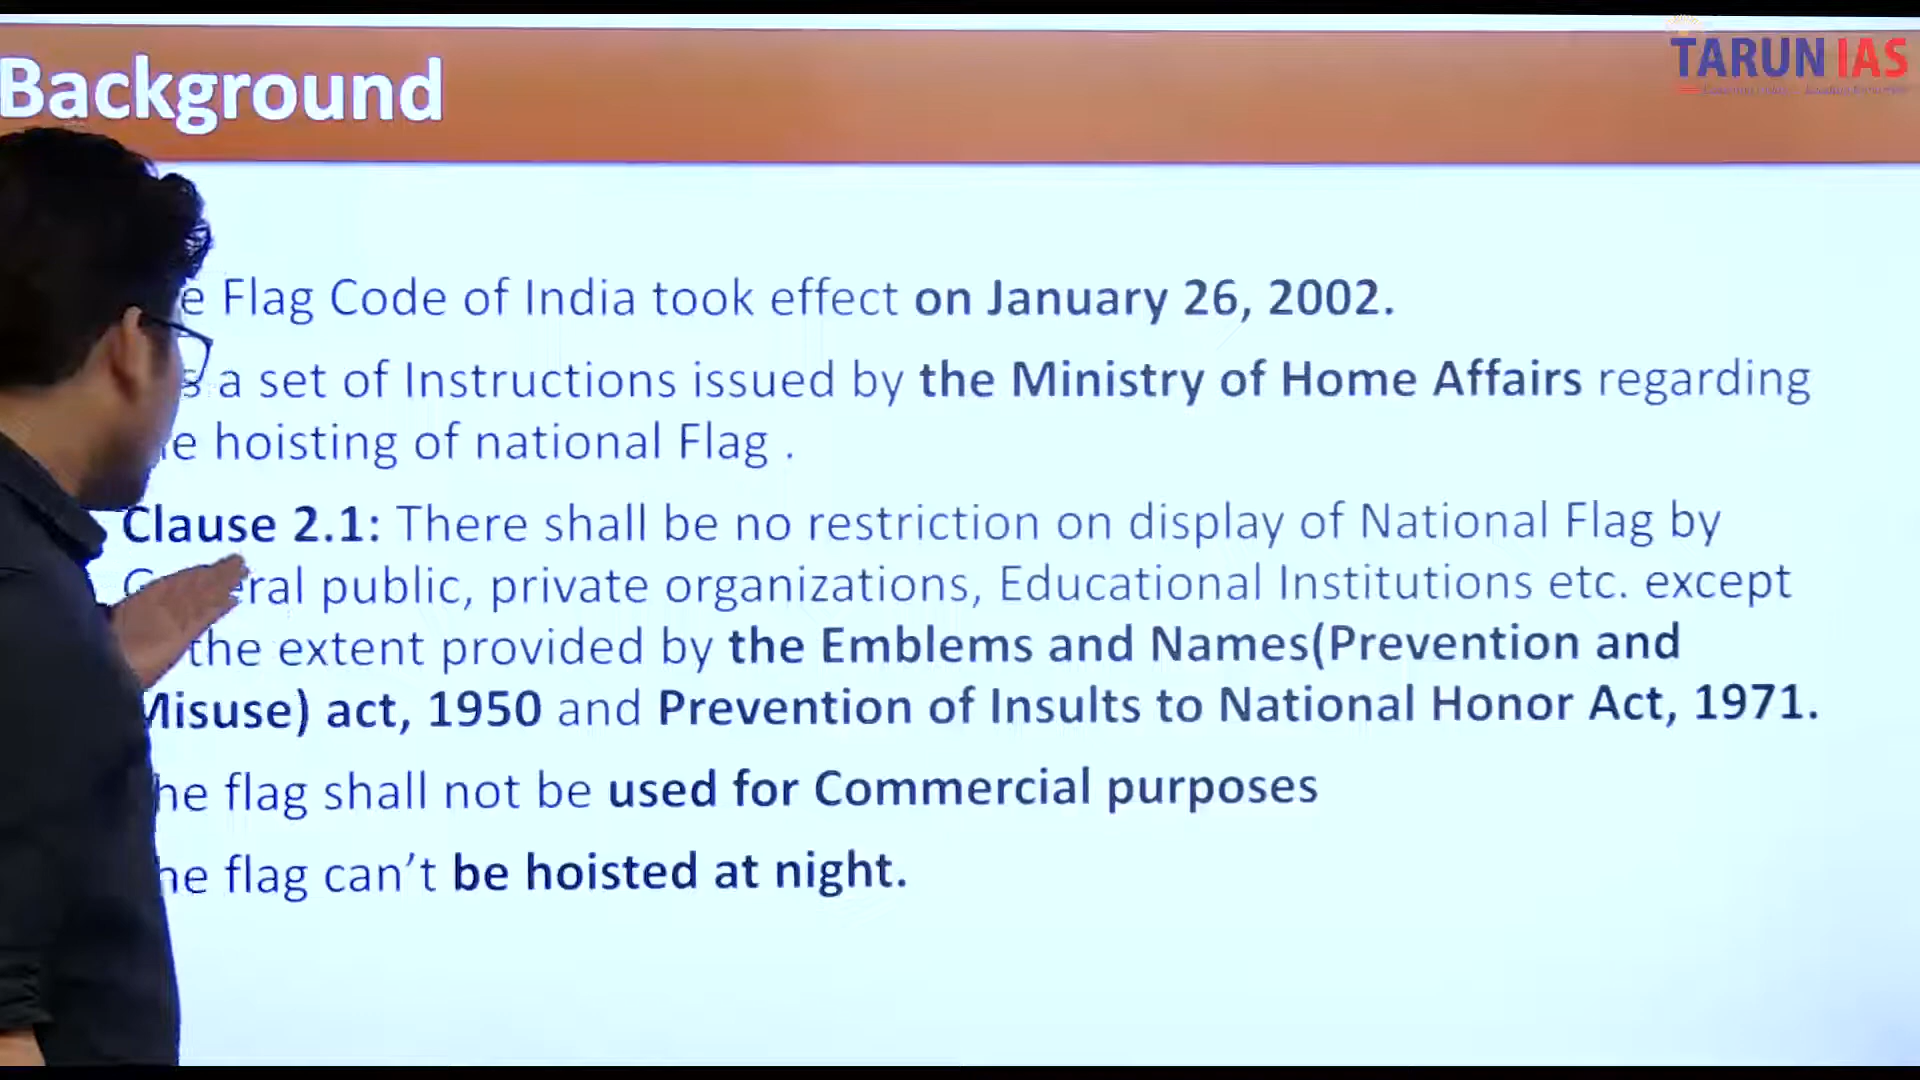 Background
TARUN IAS
Flag Code of India took effect on January 26, 2002.
a set of Instructions issued by the Ministry of Home Affairs regarding
hoisting of national Flag .
Clause 2.1: There shall be no restriction on display of National Flag by
public, private organizations, Educational Institutions etc. except
the extent provided by the Emblems and Names(Prevention and
Misuse) act, 1950 and Prevention of Insults to National Honor Act, 1971.
flag shall not be used for Commercial purposes
flag can’t be hoisted at night.